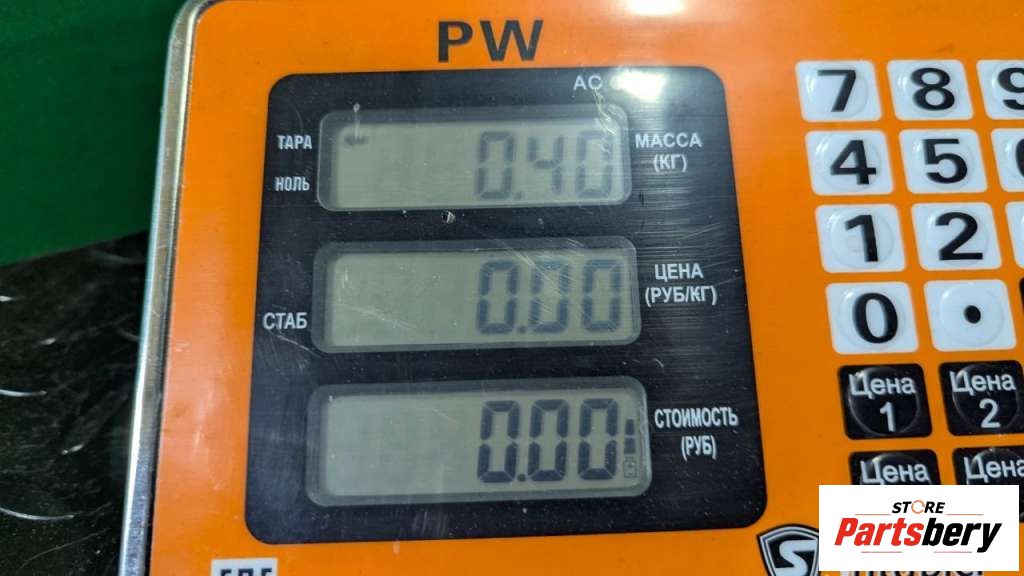 PW
AC
ТАРА
НОЛЬ
0.40
МАССА
(КГ)
СТАБ
0.00
ЦЕНА
(РУБ/КГ)
0.00
СТОИМОСТЬ
(РУБ)
7 8 9
4 5
1 2
0 .
Цена 1
Цена 2
Цена
Цена
STORE
Partsbery